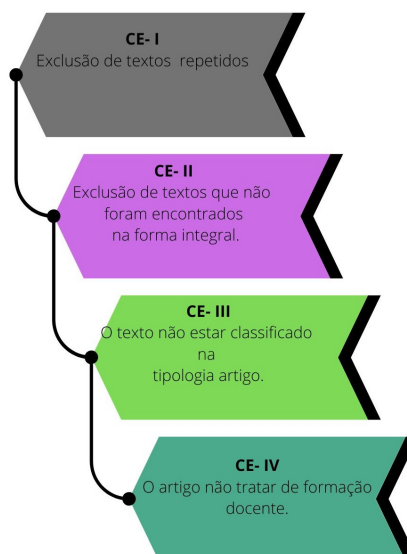 CE- I
Exclusão de textos repetidos
CE- II
Exclusão de textos que não
foram encontrados
na forma integral.
CE- III
O texto não estar classificado
na
tipologia artigo.
CE- IV
O artigo não tratar de formação
docente.